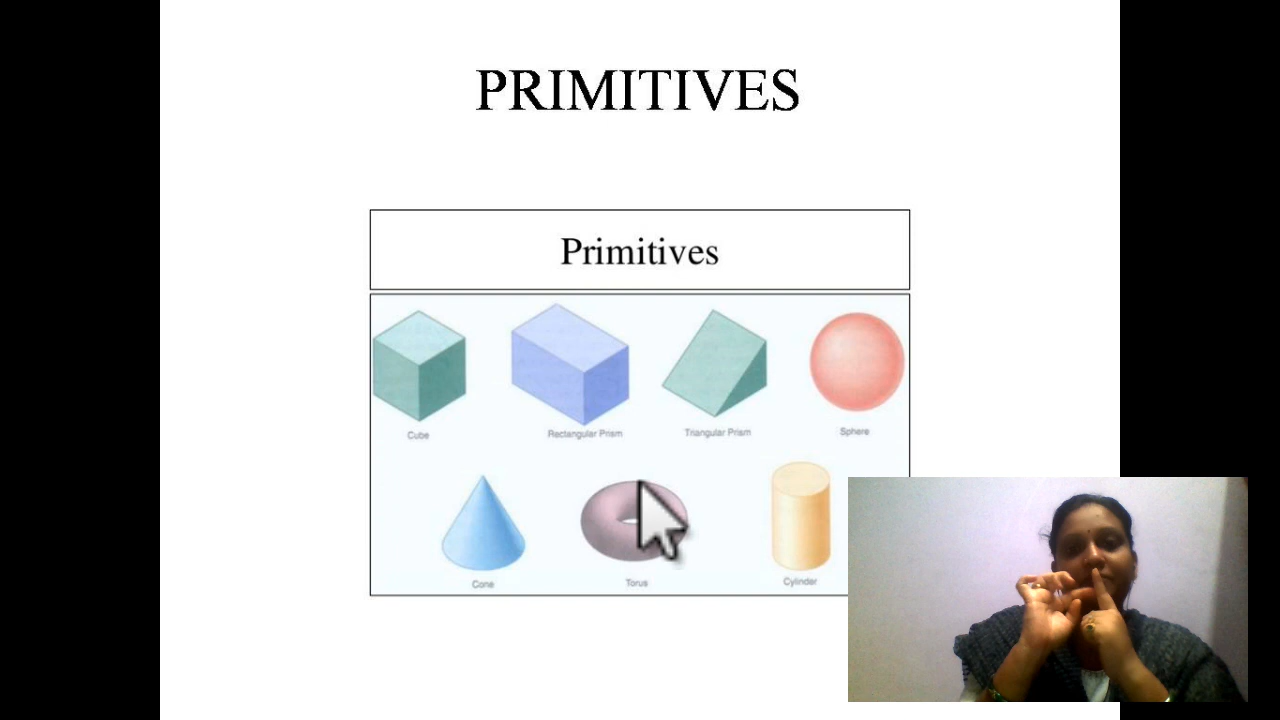 PRIMITIVES
Primitives
Cube
Rectangular Prism
Triangular Prism
Sphere
Cone
Torus
Cylinder